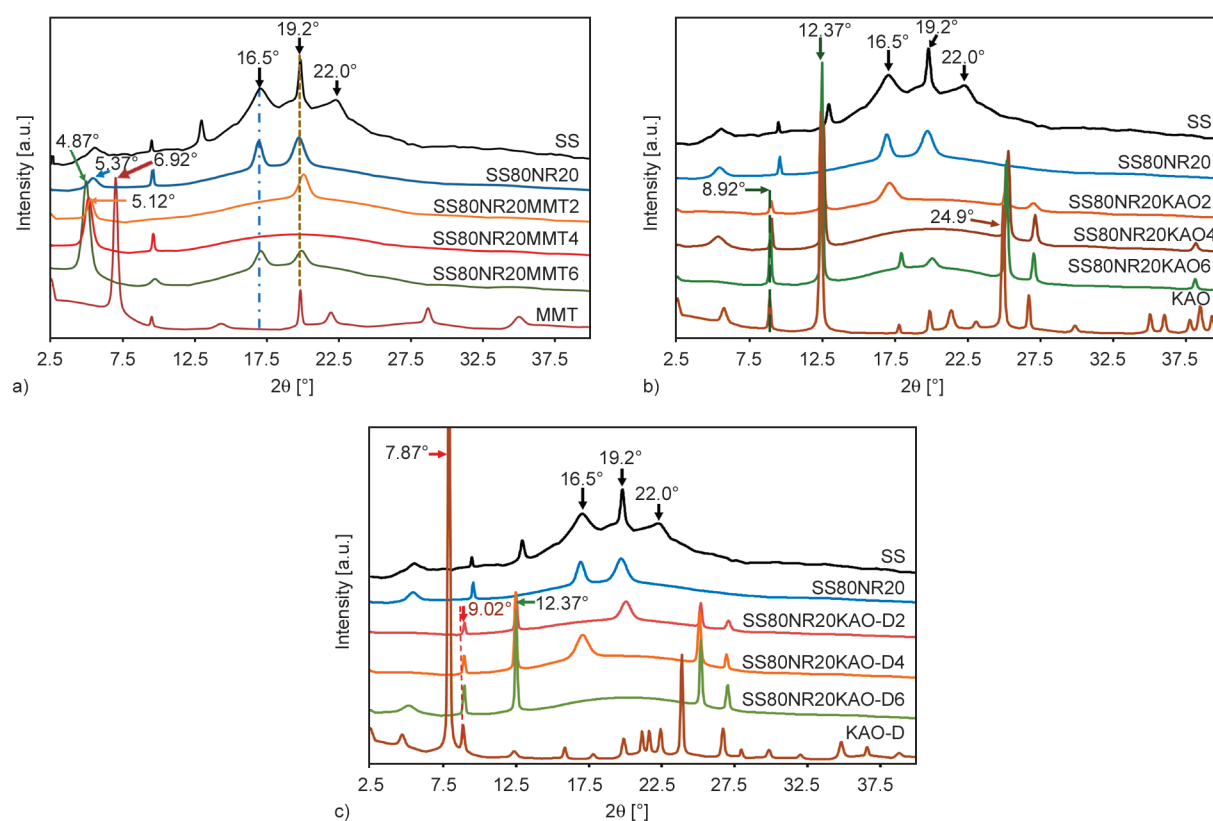 19.2°
16.5°
22.0°
4.87°
5.37°
6.92°
5.12°
SS
SS80NR20
SS80NR20MMT2
SS80NR20MMT4
SS80NR20MMT6
MMT
Intensity [a.u.]
2.5 7.5 12.5 17.5 22.5 27.5 32.5 37.5
2θ [°]
a)
12.37°
19.2°
16.5°
22.0°
8.92°
24.9°
SS
SS80NR20
SS80NR20KAO2
SS80NR20KAO4
SS80NR20KAO6
KAO
Intensity [a.u.]
2.5 7.5 12.5 17.5 22.5 27.5 32.5 37.5
2θ [°]
b)
7.87°
19.2°
16.5°
22.0°
9.02°
12.37°
SS
SS80NR20
SS80NR20KAO-D2
SS80NR20KAO-D4
SS80NR20KAO-D6
KAO-D
Intensity [a.u.]
2.5 7.5 12.5 17.5 22.5 27.5 32.5 37.5
2θ [°]
c)